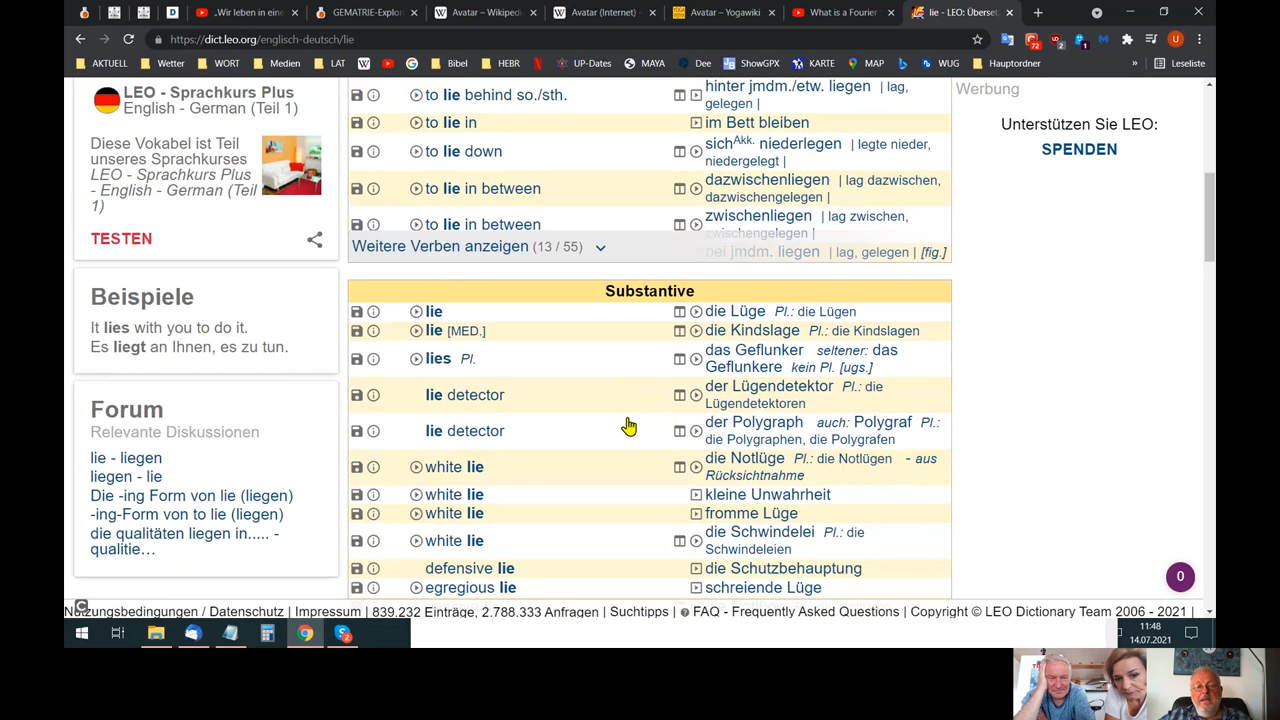 „Wir leben in eine
GEMATRIE-Explor
Avatar – Wikipedi
Avatar (Internet) –
Avatar – Yogawiki
What is a Fourier
lie - LEO: Überset
https://dict.leo.org/englisch-deutsch/lie
AKTUELL
Wetter
WORT
Medien
LAT
Bibel
HEBR
UP-Dates
MAYA
Dee
ShowGPX
KARTE
MAP
WUG
Hauptordner
»
Leseliste
LEO - Sprachkurs Plus
English - German (Teil 1)
Diese Vokabel ist Teil
unseres Sprachkurses
LEO - Sprachkurs Plus
- English - German (Teil
1)
TESTEN
Beispiele
It lies with you to do it.
Es liegt an Ihnen, es zu tun.
Forum
Relevante Diskussionen
lie - liegen
liegen - lie
Die -ing Form von lie (liegen)
-ing-Form von to lie (liegen)
die qualitäten liegen in..... -
qualitie…
to lie behind so./sth.
hinter jmdm./etw. liegen | lag,
gelegen |
to lie in
im Bett bleiben
to lie down
sichAkk. niederlegen | legte nieder,
niedergelegt |
to lie in between
dazwischenliegen | lag dazwischen,
dazwischengelegen |
to lie in between
zwischenliegen | lag zwischen,
zwischengelegen |
Weitere Verben anzeigen (13 / 55)
bei jmdm. liegen | lag, gelegen | [fig.]
Substantive
lie
die Lüge Pl.: die Lügen
lie [MED.]
die Kindslage Pl.: die Kindslagen
lies Pl.
das Geflunker seltener: das
Geflunkere kein Pl. [ugs.]
lie detector
der Lügendetektor Pl.: die
Lügendetektoren
lie detector
der Polygraph auch: Polygraf Pl.:
die Polygraphen, die Polygrafen
white lie
die Notlüge Pl.: die Notlügen - aus
Rücksichtnahme
white lie
kleine Unwahrheit
white lie
fromme Lüge
white lie
die Schwindelei Pl.: die
Schwindeleien
defensive lie
die Schutzbehauptung
egregious lie
schreiende Lüge
Werbung
Unterstützen Sie LEO:
SPENDEN
0
Nutzungsbedingungen / Datenschutz | Impressum | 839.232 Einträge, 2.788.333 Anfragen | Suchtipps | FAQ - Frequently Asked Questions | Copyright © LEO Dictionary Team 2006 - 2021 |
11:48
14.07.2021